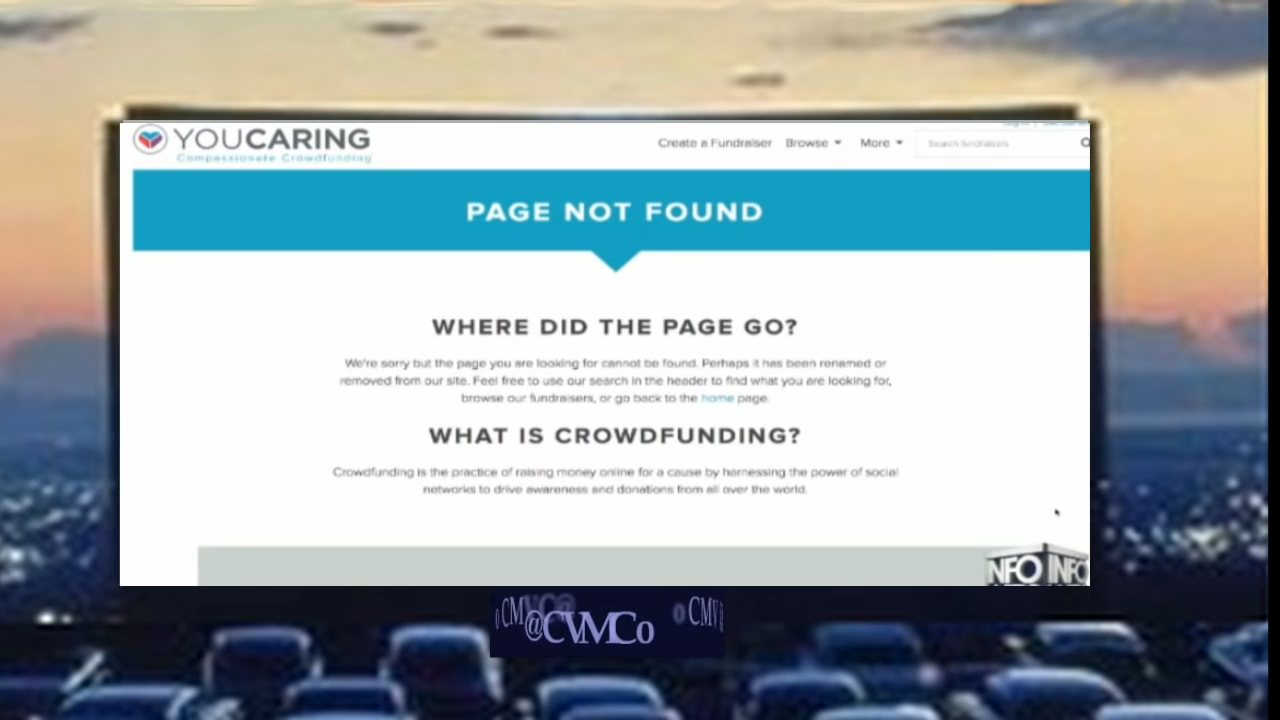 YOUCARING
Compassionate Crowdfunding
Create a Fundraiser Browse More Search fundraisers
PAGE NOT FOUND
WHERE DID THE PAGE GO?
We're sorry but the page you are looking for cannot be found. Perhaps it has been renamed or
removed from our site. Feel free to use our search in the header to find what you are looking for,
browse our fundraisers, or go back to the home page.
WHAT IS CROWDFUNDING?
Crowdfunding is the practice of raising money online for a cause by harnessing the power of social
networks to drive awareness and donations from all over the world.
NFO INFO
@CVMCo